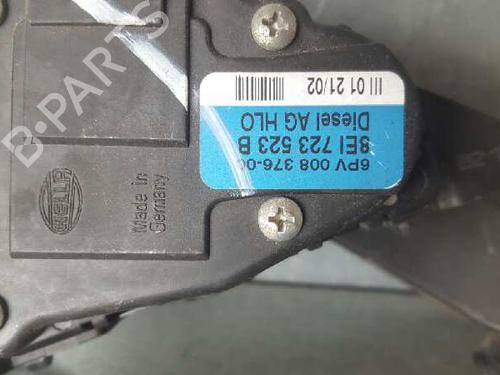 6PV 008 376-00
8E1 723 523 B
Diesel AG HLO
III 01 21/02
HELLA
Made in
Germany
B-PARTS